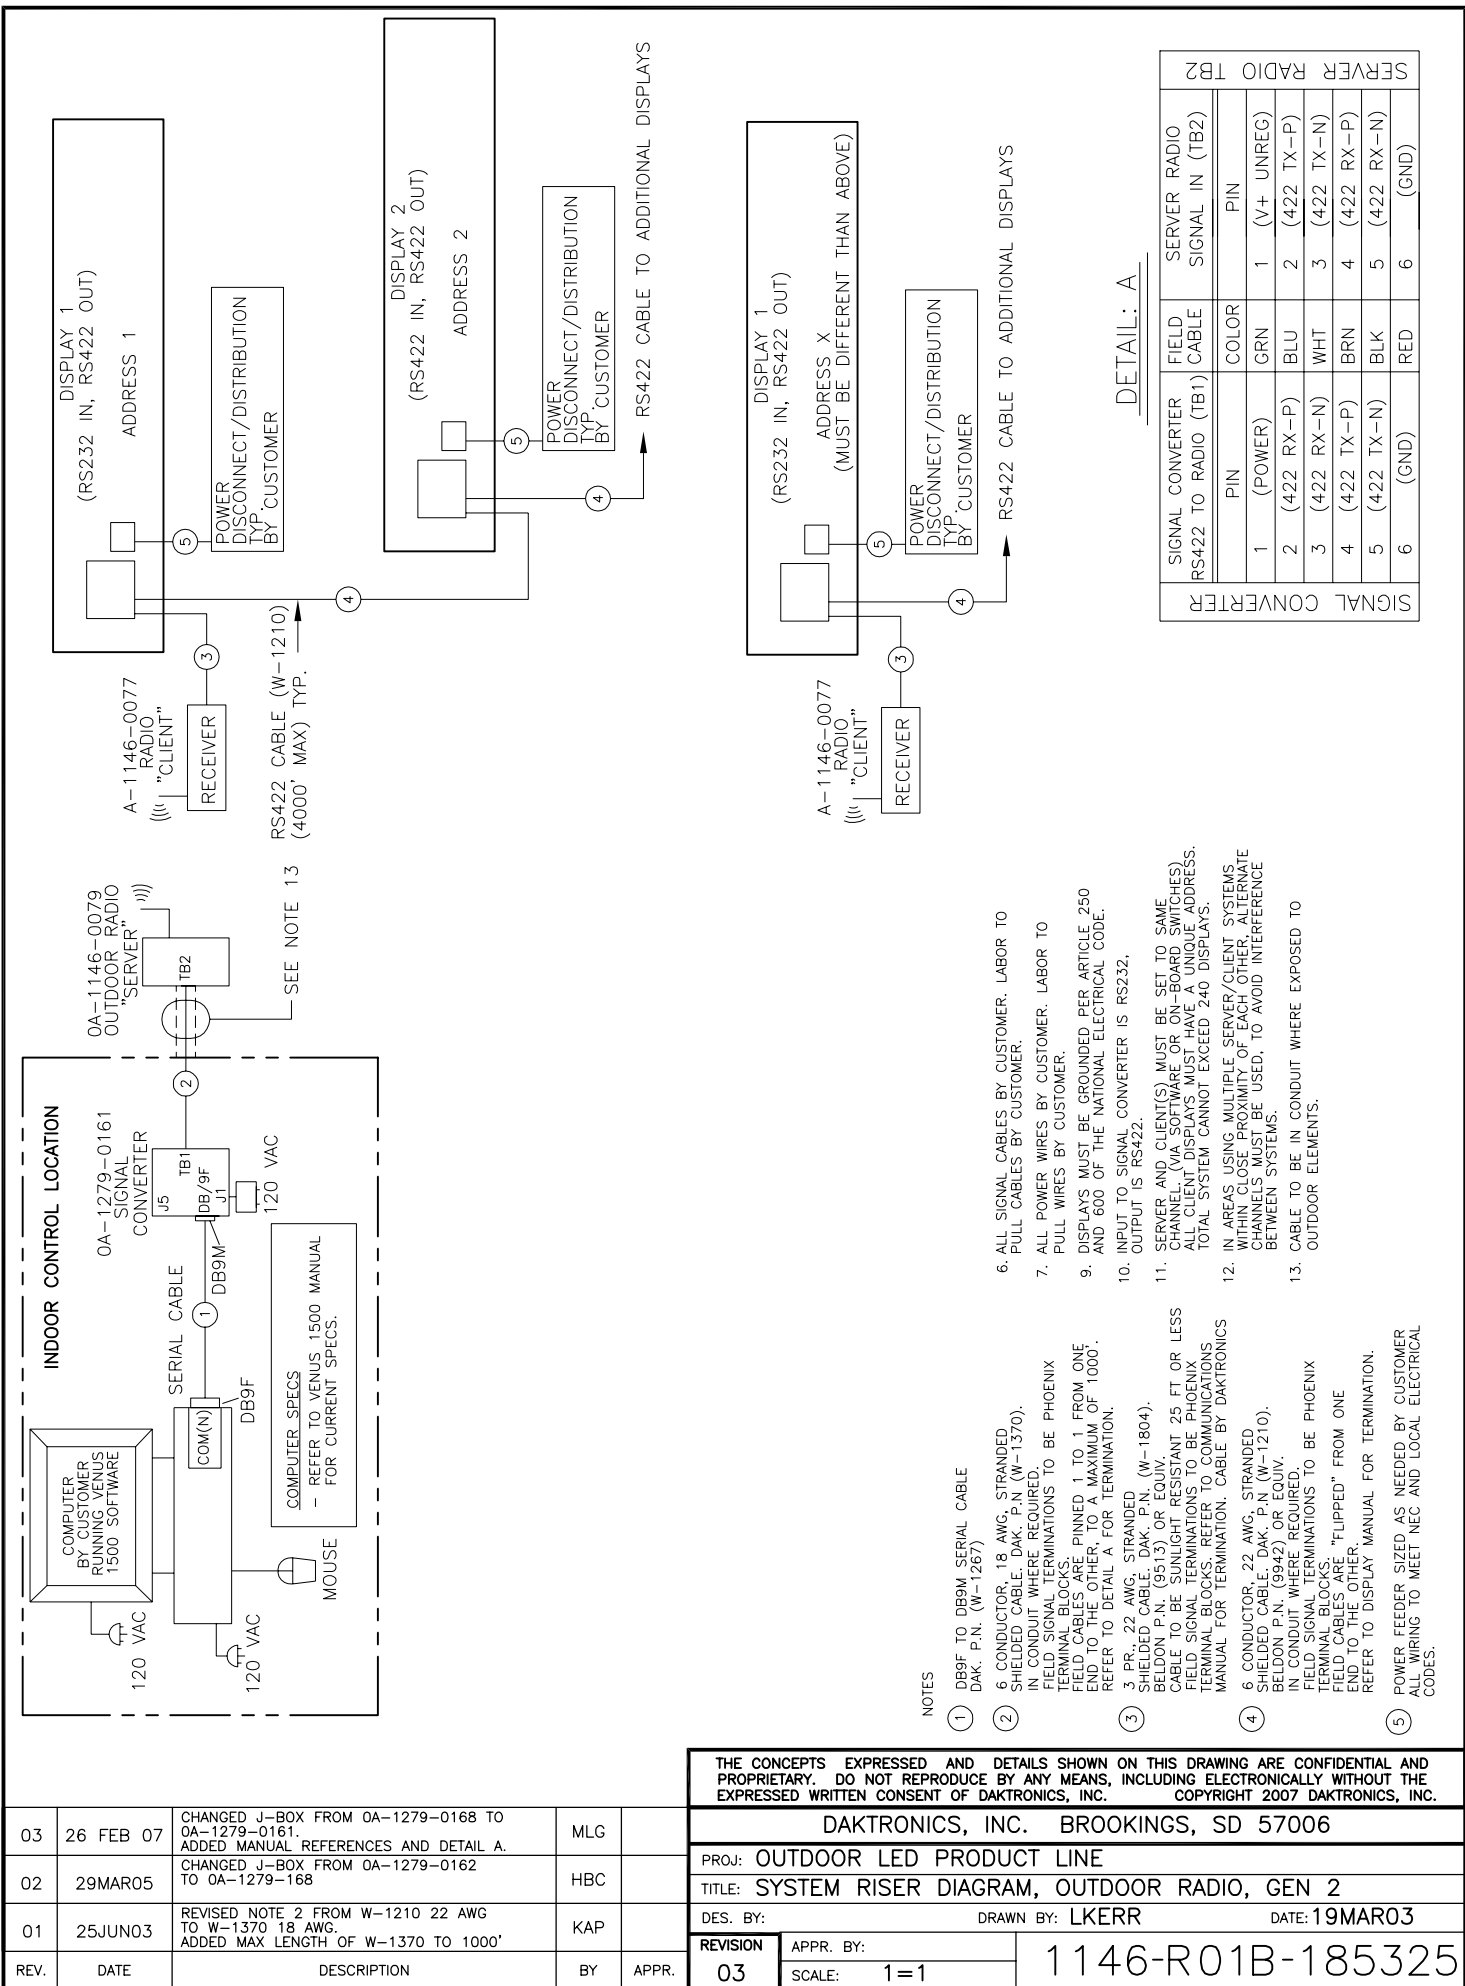 INDOOR CONTROL LOCATION
COMPUTER
BY CUSTOMER
RUNNING VENUS
1500 SOFTWARE
120 VAC
120 VAC
COM(N)
DB9F
MOUSE
SERIAL CABLE
1
DB9M
COMPUTER SPECS
– REFER TO VENUS 1500 MANUAL
FOR CURRENT SPECS.
0A–1279–0161
SIGNAL
CONVERTER
J5
TB1
DB/9F
J1
120 VAC
2
0A–1146–0079
OUTDOOR RADIO
"SERVER"
TB2
SEE NOTE 13
A–1146–0077
RADIO
"CLIENT"
RECEIVER
3
RS422 CABLE (W–1210)
(4000' MAX) TYP.
DISPLAY 1
(RS232 IN, RS422 OUT)
ADDRESS 1
5
POWER
DISCONNECT/DISTRIBUTION
TYP.
BY CUSTOMER
4
DISPLAY 2
(RS422 IN, RS422 OUT)
ADDRESS 2
5
POWER
DISCONNECT/DISTRIBUTION
TYP.
BY CUSTOMER
4
RS422 CABLE TO ADDITIONAL DISPLAYS
A–1146–0077
RADIO
"CLIENT"
RECEIVER
3
DISPLAY 1
(RS232 IN, RS422 OUT)
ADDRESS X
(MUST BE DIFFERENT THAN ABOVE)
5
POWER
DISCONNECT/DISTRIBUTION
TYP.
BY CUSTOMER
4
RS422 CABLE TO ADDITIONAL DISPLAYS
DETAIL: A
SIGNAL CONVERTER
SERVER RADIO TB2
SIGNAL CONVERTER RS422 TO RADIO (TB1) FIELD CABLE SERVER RADIO SIGNAL IN (TB2)
PIN COLOR PIN
1 (POWER) GRN 1 (V+ UNREG)
2 (422 RX–P) BLU 2 (422 TX–P)
3 (422 RX–N) WHT 3 (422 TX–N)
4 (422 TX–P) BRN 4 (422 RX–P)
5 (422 TX–N) BLK 5 (422 RX–N)
6 (GND) RED 6 (GND)
NOTES
1 DB9F TO DB9M SERIAL CABLE
DAK. P.N. (W–1267)
2 6 CONDUCTOR, 18 AWG, STRANDED
SHIELDED CABLE. DAK. P.N (W–1370).
IN CONDUIT WHERE REQUIRED.
FIELD SIGNAL TERMINATIONS TO BE PHOENIX
TERMINAL BLOCKS.
FIELD CABLES ARE PINNED 1 TO 1 FROM ONE
END TO THE OTHER, TO A MAXIMUM OF 1000'.
REFER TO DETAIL A FOR TERMINATION.
3 3 PR., 22 AWG, STRANDED
SHIELDED CABLE. DAK. P.N. (W–1804).
BELDON P.N. (9513) OR EQUIV.
CABLE TO BE SUNLIGHT RESISTANT 25 FT OR LESS
FIELD SIGNAL TERMINATIONS TO BE PHOENIX
TERMINAL BLOCKS. REFER TO COMMUNICATIONS
MANUAL FOR TERMINATION. CABLE BY DAKTRONICS
4 6 CONDUCTOR, 22 AWG, STRANDED
SHIELDED CABLE. DAK. P.N (W–1210).
BELDON P.N. (9942) OR EQUIV.
IN CONDUIT WHERE REQUIRED.
FIELD SIGNAL TERMINATIONS TO BE PHOENIX
TERMINAL BLOCKS.
FIELD CABLES ARE "FLIPPED" FROM ONE
END TO THE OTHER.
REFER TO DISPLAY MANUAL FOR TERMINATION.
5 POWER FEEDER SIZED AS NEEDED BY CUSTOMER
ALL WIRING TO MEET NEC AND LOCAL ELECTRICAL
CODES.
6. ALL SIGNAL CABLES BY CUSTOMER. LABOR TO
PULL CABLES BY CUSTOMER.
7. ALL POWER WIRES BY CUSTOMER. LABOR TO
PULL WIRES BY CUSTOMER.
9. DISPLAYS MUST BE GROUNDED PER ARTICLE 250
AND 600 OF THE NATIONAL ELECTRICAL CODE.
10. INPUT TO SIGNAL CONVERTER IS RS232,
OUTPUT IS RS422.
11. SERVER AND CLIENT(S) MUST BE SET TO SAME
CHANNEL. (VIA SOFTWARE OR ON–BOARD SWITCHES)
ALL CLIENT DISPLAYS MUST HAVE A UNIQUE ADDRESS.
TOTAL SYSTEM CANNOT EXCEED 240 DISPLAYS.
12. IN AREAS USING MULTIPLE SERVER/CLIENT SYSTEMS
WITHIN CLOSE PROXIMITY OF EACH OTHER, ALTERNATE
CHANNELS MUST BE USED, TO AVOID INTERFERENCE
BETWEEN SYSTEMS.
13. CABLE TO BE IN CONDUIT WHERE EXPOSED TO
OUTDOOR ELEMENTS.
THE CONCEPTS EXPRESSED AND DETAILS SHOWN ON THIS DRAWING ARE CONFIDENTIAL AND
PROPRIETARY. DO NOT REPRODUCE BY ANY MEANS, INCLUDING ELECTRONICALLY WITHOUT THE
EXPRESSED WRITTEN CONSENT OF DAKTRONICS, INC. COPYRIGHT 2007 DAKTRONICS, INC.
DAKTRONICS, INC. BROOKINGS, SD 57006
PROJ: OUTDOOR LED PRODUCT LINE
TITLE: SYSTEM RISER DIAGRAM, OUTDOOR RADIO, GEN 2
DES. BY: DRAWN BY: LKERR DATE: 19MAR03
REVISION
03
APPR. BY:
SCALE: 1=1
1146-R01B-185325
03 26 FEB 07 CHANGED J–BOX FROM 0A–1279–0168 TO
0A–1279–0161.
ADDED MANUAL REFERENCES AND DETAIL A. MLG
02 29MAR05 CHANGED J–BOX FROM 0A–1279–0162
TO 0A–1279–168 HBC
01 25JUN03 REVISED NOTE 2 FROM W–1210 22 AWG
TO W–1370 18 AWG.
ADDED MAX LENGTH OF W–1370 TO 1000' KAP
REV. DATE DESCRIPTION BY APPR.